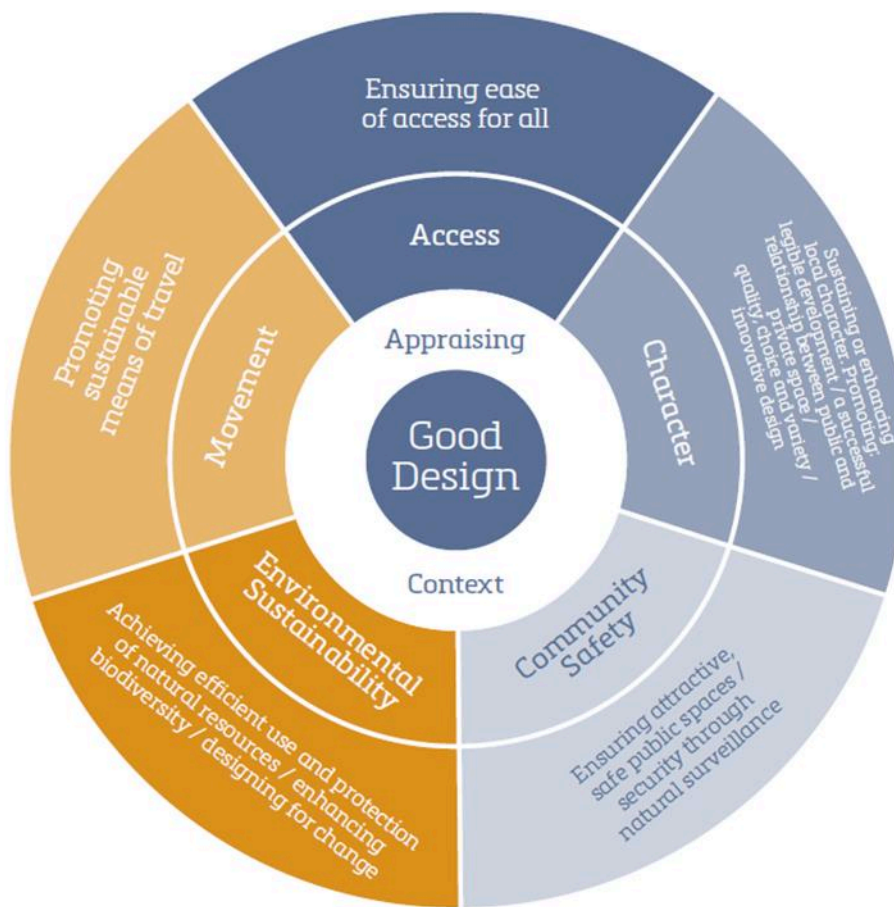 Ensuring ease
of access for all
Access
Sustaining or enhancing
local character. Promoting:
legible development / a successful
relationship between public and
private space /
quality, choice and variety /
innovative design
Character
Ensuring attractive,
safe public spaces /
security through
natural surveillance
Community
Safety
Achieving efficient use and protection
of natural resources / enhancing
biodiversity / designing for change
Environmental
Sustainability
Promoting
sustainable
means of travel
Movement
Appraising
Good
Design
Context